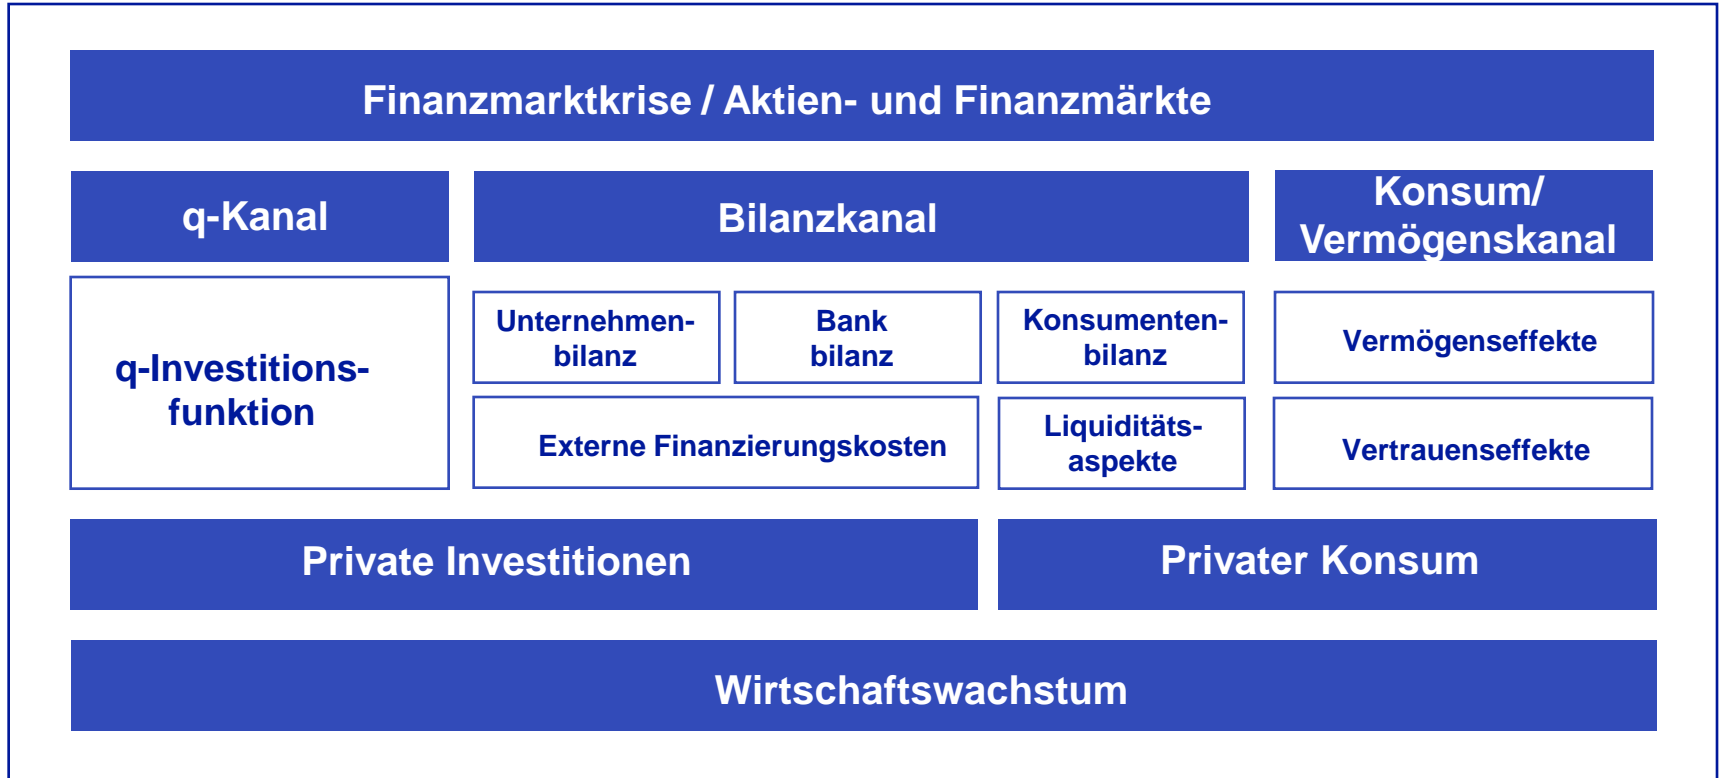 Finanzmarktkrise / Aktien- und Finanzmärkte
q-Kanal
Bilanzkanal
Konsum/
Vermögenskanal
q-Investitions-
funktion
Unternehmen-
bilanz
Bank
bilanz
Konsumenten-
bilanz
Vermögenseffekte
Externe Finanzierungskosten
Liquiditäts-
aspekte
Vertrauenseffekte
Private Investitionen
Privater Konsum
Wirtschaftswachstum